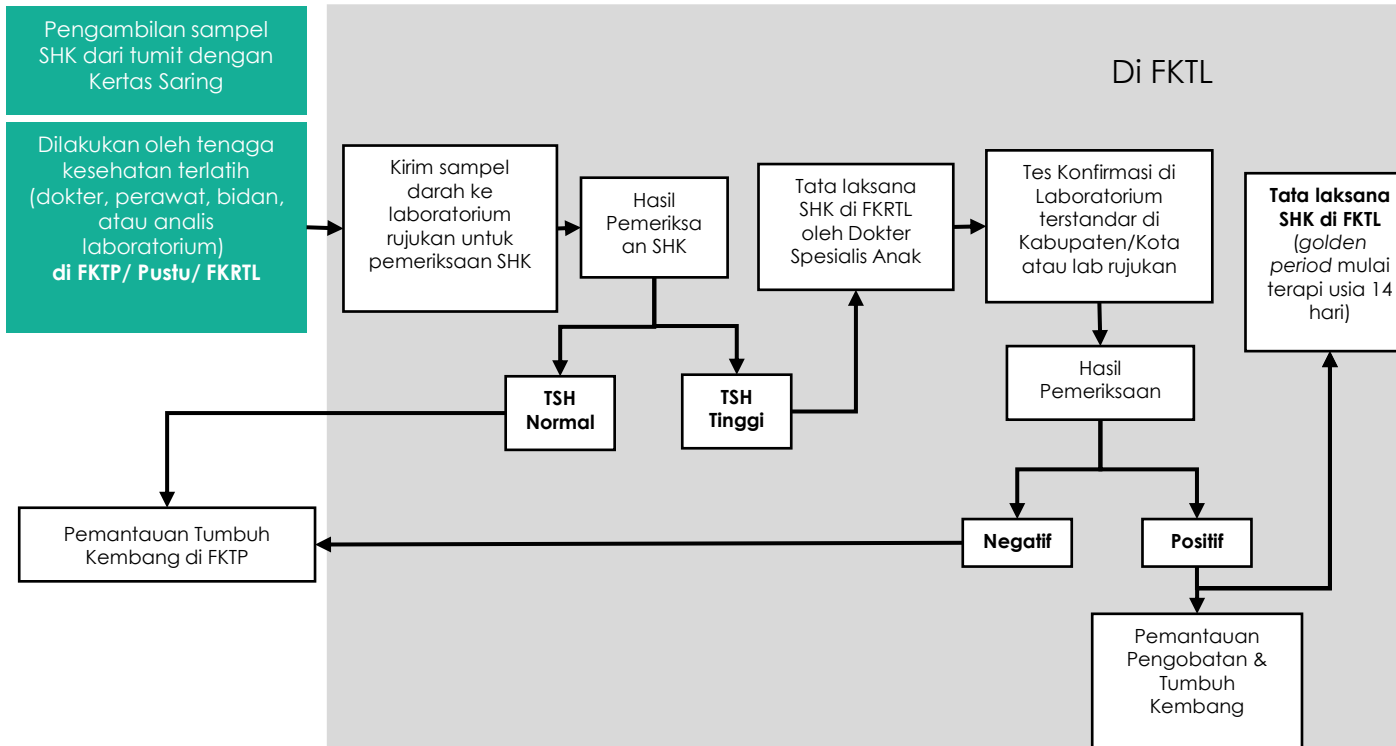 Pengambilan sampel
SHK dari tumit dengan
Kertas Saring
Di FKTL
Dilakukan oleh tenaga
kesehatan terlatih
(dokter, perawat, bidan,
atau analis
laboratorium)
di FKTP/ Pustu/ FKRTL
Kirim sampel
darah ke
laboratorium
rujukan untuk
pemeriksaan SHK
Hasil
Pemeriksa
an SHK
Tata laksana
SHK di FKRTL
oleh Dokter
Spesialis Anak
Tes Konfirmasi di
Laboratorium
terstandar di
Kabupaten/Kota
atau lab rujukan
Tata laksana
SHK di FKTL
(golden
period mulai
terapi usia 14
hari)
TSH
Normal
TSH
Tinggi
Hasil
Pemeriksaan
Pemantauan Tumbuh
Kembang di FKTP
Negatif
Positif
Pemantauan
Pengobatan &
Tumbuh
Kembang